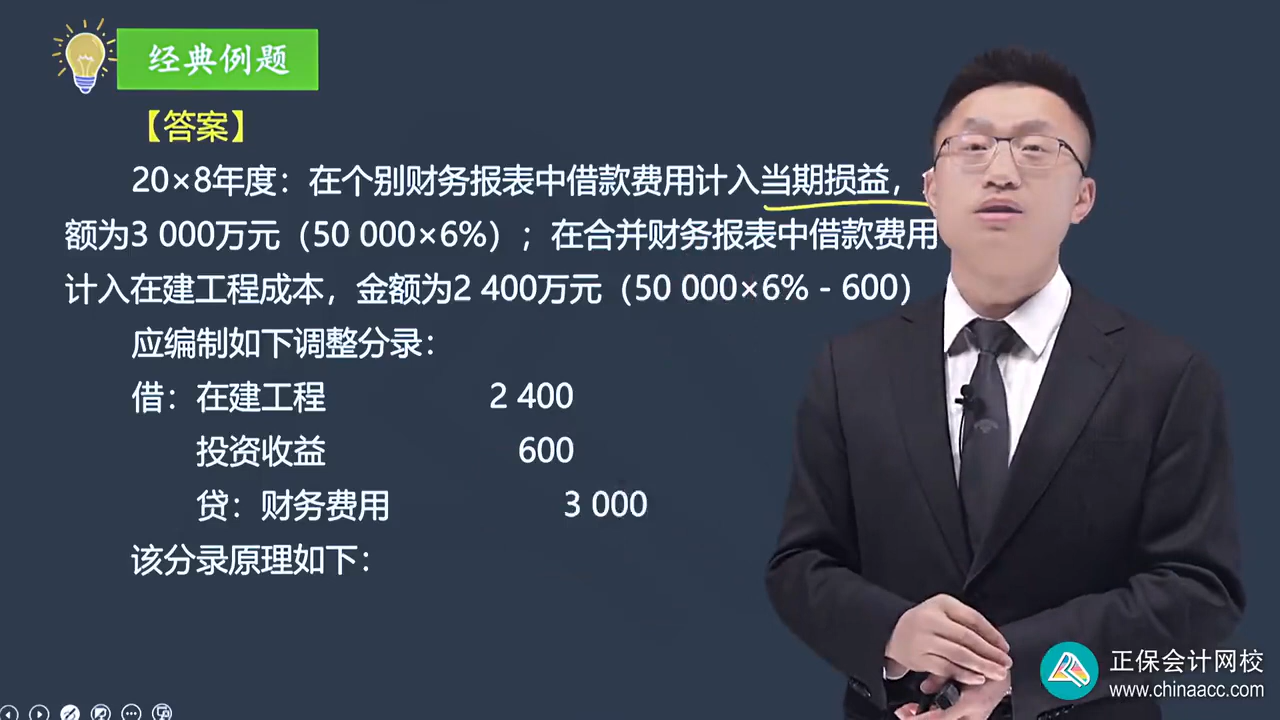 经典例题
【答案】
20×8年度：在个别财务报表中借款费用计入当期损益，
额为3 000万元（50 000×6%）；在合并财务报表中借款费用
计入在建工程成本，金额为2 400万元（50 000×6% - 600）
应编制如下调整分录：
借：在建工程 2 400
投资收益 600
贷：财务费用 3 000
该分录原理如下：
正保会计网校
www.chinaacc.com